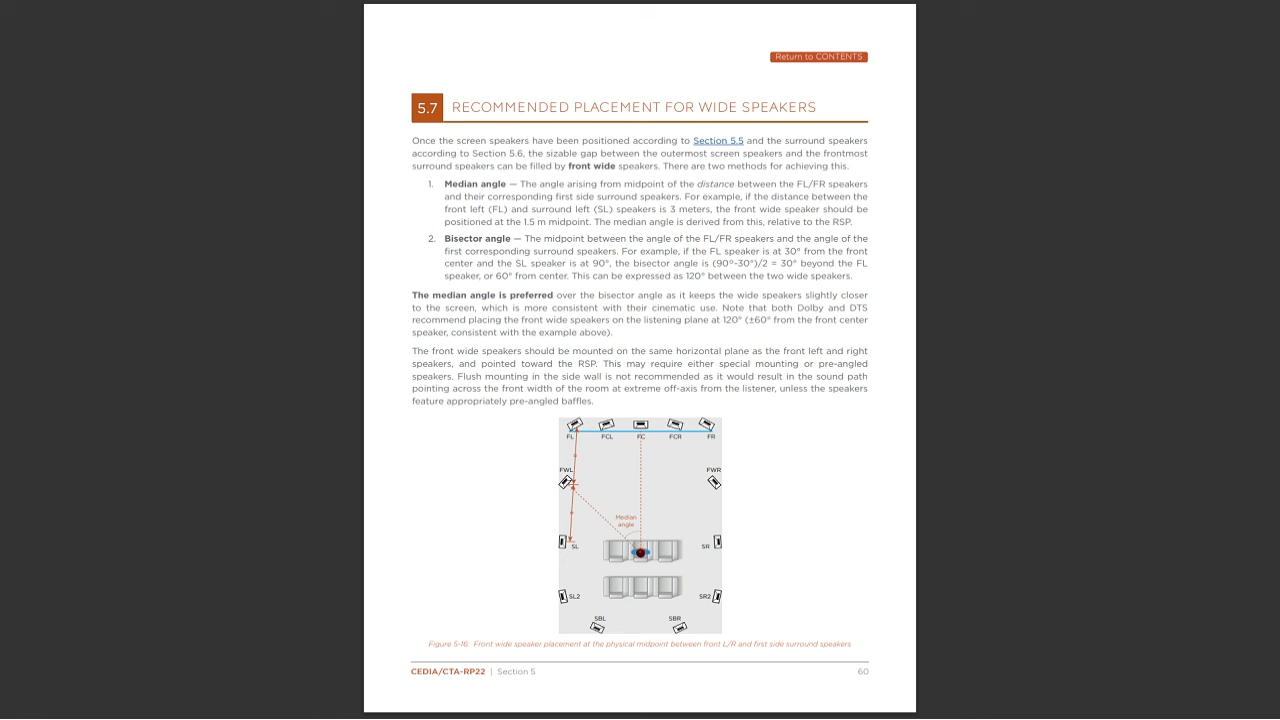 Return to CONTENTS
5.7 RECOMMENDED PLACEMENT FOR WIDE SPEAKERS
Once the screen speakers have been positioned according to Section 5.5 and the surround speakers
according to Section 5.6, the sizable gap between the outermost screen speakers and the frontmost
surround speakers can be filled by front wide speakers. There are two methods for achieving this.
1. Median angle — The angle arising from midpoint of the distance between the FL/FR speakers
and their corresponding first side surround speakers. For example, if the distance between the
front left (FL) and surround left (SL) speakers is 3 meters, the front wide speaker should be
positioned at the 1.5 m midpoint. The median angle is derived from this, relative to the RSP.
2. Bisector angle — The midpoint between the angle of the FL/FR speakers and the angle of the
first corresponding surround speakers. For example, if the FL speaker is at 30° from the front
center and the SL speaker is at 90°, the bisector angle is (90º-30º)/2 = 30° beyond the FL
speaker, or 60° from center. This can be expressed as 120° between the two wide speakers.
The median angle is preferred over the bisector angle as it keeps the wide speakers slightly closer
to the screen, which is more consistent with their cinematic use. Note that both Dolby and DTS
recommend placing the front wide speakers on the listening plane at 120° (±60° from the front center
speaker, consistent with the example above).
The front wide speakers should be mounted on the same horizontal plane as the front left and right
speakers, and pointed toward the RSP. This may require either special mounting or pre-angled
speakers. Flush mounting in the side wall is not recommended as it would result in the sound path
pointing across the front width of the room at extreme off-axis from the listener, unless the speakers
feature appropriately pre-angled baffles.
FL FCL FC FCR FR
FWL FWR
Median
angle
SL SR
SL2 SR2
SBL SBR
Figure 5-16: Front wide speaker placement at the physical midpoint between front L/R and first side surround speakers
CEDIA/CTA-RP22 | Section 5 60